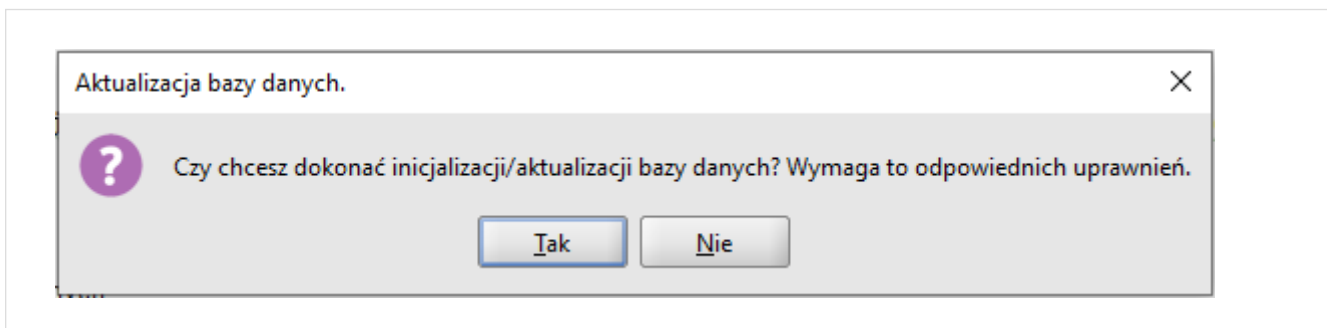 Aktualizacja bazy danych.
Czy chcesz dokonać inicjalizacji/aktualizacji bazy danych? Wymaga to odpowiednich uprawnień.
Tak Nie